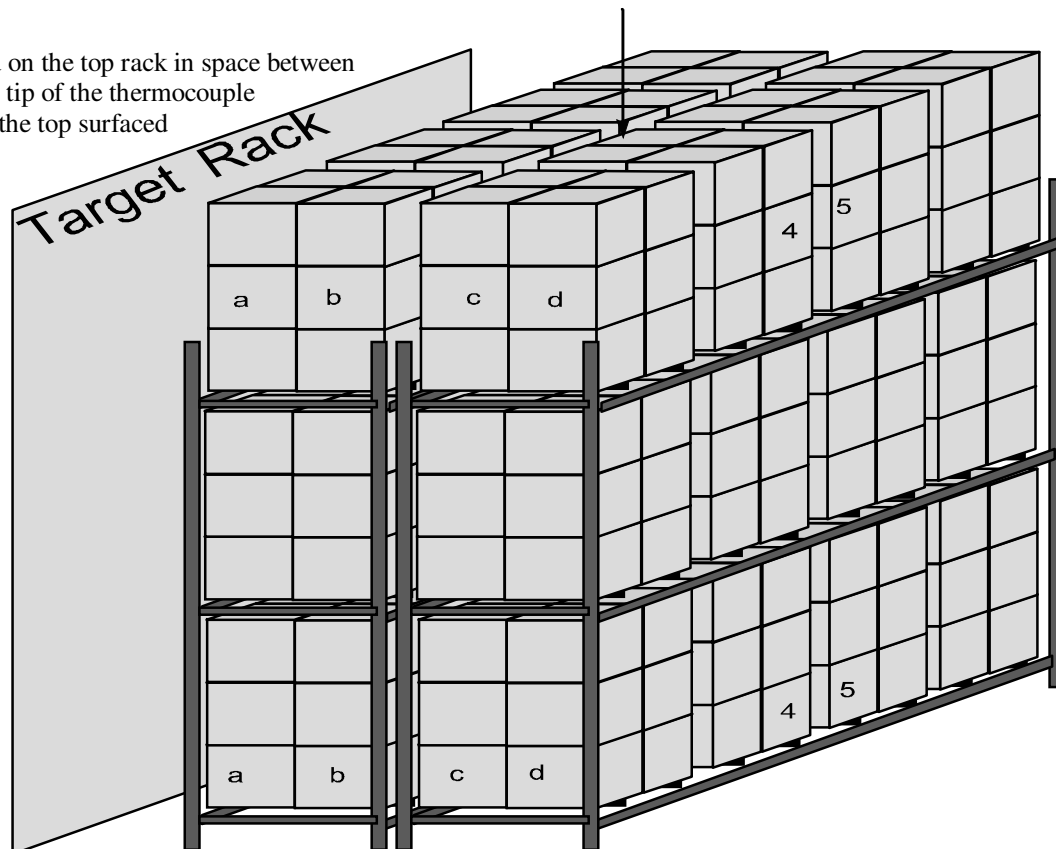 on the top rack in space between
tip of the thermocouple
the top surfaced
Target Rack
4 5
a b c d
4 5
a b c d